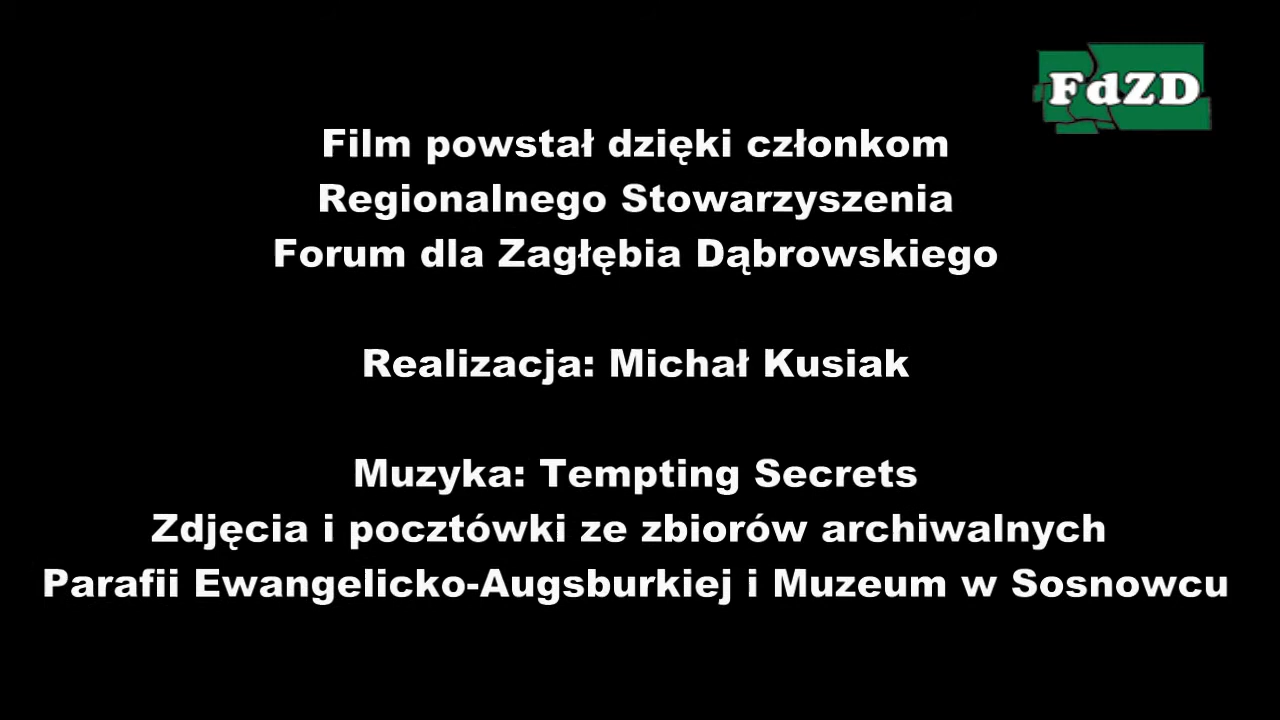 FdZD
Film powstał dzięki członkom
Regionalnego Stowarzyszenia
Forum dla Zagłębia Dąbrowskiego
Realizacja: Michał Kusiak
Muzyka: Tempting Secrets
Zdjęcia i pocztówki ze zbiorów archiwalnych
Parafii Ewangelicko-Augsburkiej i Muzeum w Sosnowcu